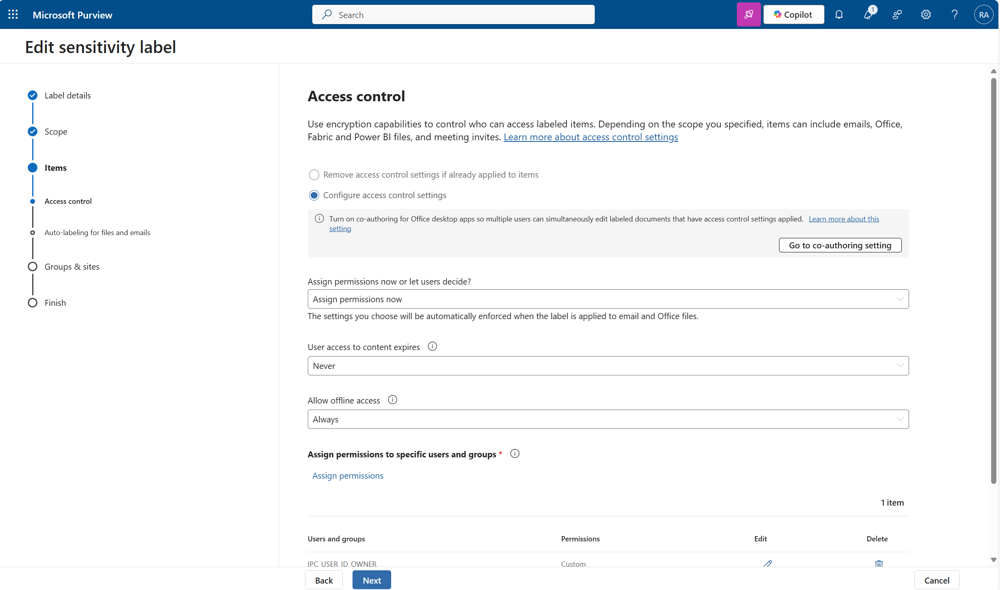 Microsoft Purview
Search
Copilot
1
RA
Edit sensitivity label
Label details
Scope
Items
Access control
Auto-labeling for files and emails
Groups & sites
Finish
Access control
Use encryption capabilities to control who can access labeled items. Depending on the scope you specified, items can include emails, Office,
Fabric and Power BI files, and meeting invites. Learn more about access control settings
Remove access control settings if already applied to items
Configure access control settings
Turn on co-authoring for Office desktop apps so multiple users can simultaneously edit labeled documents that have access control settings applied. Learn more about this
setting
Go to co-authoring setting
Assign permissions now or let users decide?
Assign permissions now
The settings you choose will be automatically enforced when the label is applied to email and Office files.
User access to content expires
Never
Allow offline access
Always
Assign permissions to specific users and groups *
Assign permissions
1 item
Users and groups Permissions Edit Delete
IPC_USER_ID_OWNER Custom
Back Next Cancel